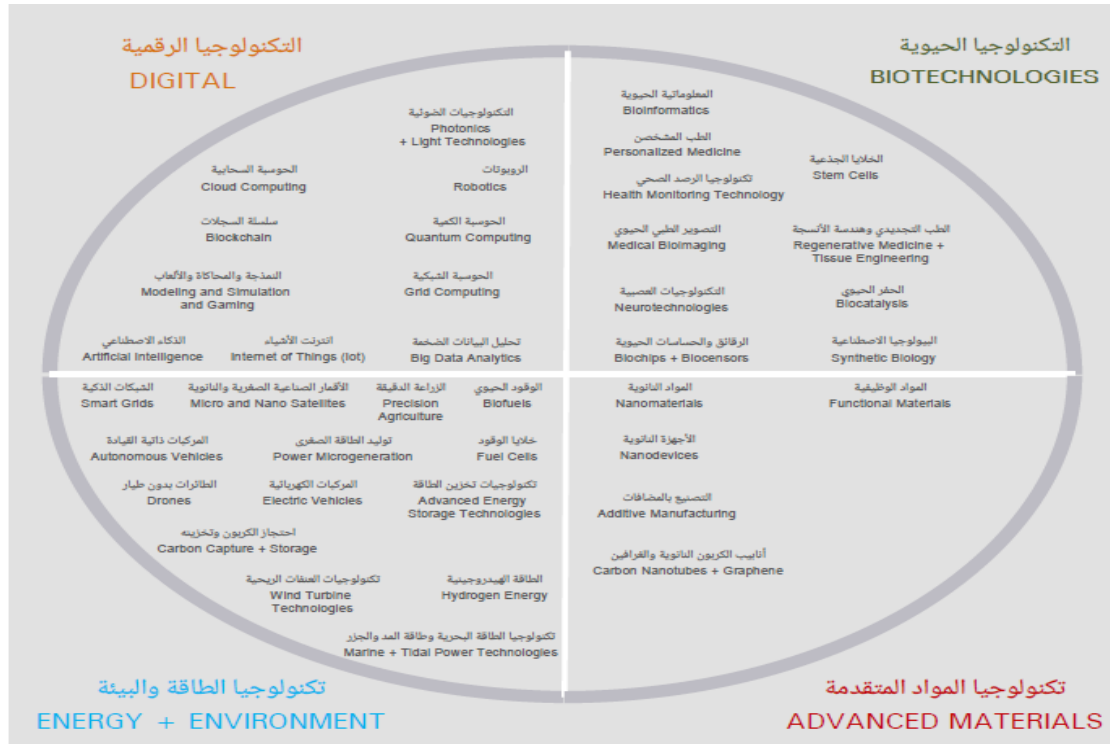 التكنولوجيا الرقمية
DIGITAL
التكنولوجيا الحيوية
BIOTECHNOLOGIES
التكنولوجيات الضوئية
Photonics
+ Light Technologies
الحوسبة السحابية
Cloud Computing
الروبوتات
Robotics
سلسلة السجلات
Blockchain
الحوسبة الكمية
Quantum Computing
النمذجة والمحاكاة والألعاب
Modeling and Simulation
and Gaming
الحوسبة الشبكية
Grid Computing
الذكاء الاصطناعي
Artificial Intelligence
انترنت الأشياء
Internet of Things (Iot)
تحليل البيانات الضخمة
Big Data Analytics
المعلوماتية الحيوية
Bioinformatics
الطب المشخصن
Personalized Medicine
الخلايا الجذعية
Stem Cells
تكنولوجيا الرصد الصحي
Health Monitoring Technology
التصوير الطبي الحيوي
Medical Bioimaging
الطب التجديدي وهندسة الأنسجة
Regenerative Medicine +
Tissue Engineering
التكنولوجيات العصبية
Neurotechnologies
الحفز الحيوي
Biocatalysis
الرقائق والحساسات الحيوية
Biochips + Biocensors
البيولوجيا الاصطناعية
Synthetic Biology
الشبكات الذكية
Smart Grids
الأقمار الصناعية الصغرية والنانوية
Micro and Nano Satellites
الزراعة الدقيقة
Precision
Agriculture
الوقود الحيوي
Biofuels
المركبات ذاتية القيادة
Autonomous Vehicles
توليد الطاقة الصغرى
Power Microgeneration
خلايا الوقود
Fuel Cells
الطائرات بدون طيار
Drones
المركبات الكهربائية
Electric Vehicles
تكنولوجيات تخزين الطاقة
Advanced Energy
Storage Technologies
احتجاز الكربون وتخزينه
Carbon Capture + Storage
تكنولوجيات العنفات الريحية
Wind Turbine
Technologies
الطاقة الهيدروجينية
Hydrogen Energy
تكنولوجيا الطاقة البحرية وطاقة المد والجزر
Marine + Tidal Power Technologies
المواد النانوية
Nanomaterials
المواد الوظيفية
Functional Materials
الأجهزة النانوية
Nanodevices
التصنيع بالمضافات
Additive Manufacturing
أنابيب الكربون النانوية والغرافين
Carbon Nanotubes + Graphene
تكنولوجيا الطاقة والبيئة
ENERGY + ENVIRONMENT
تكنولوجيا المواد المتقدمة
ADVANCED MATERIALS